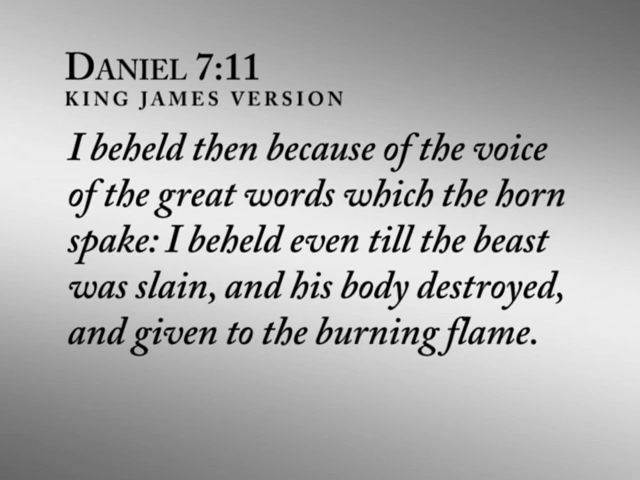 DANIEL 7:11
KING JAMES VERSION
I beheld then because of the voice
of the great words which the horn
spake: I beheld even till the beast
was slain, and his body destroyed,
and given to the burning flame.